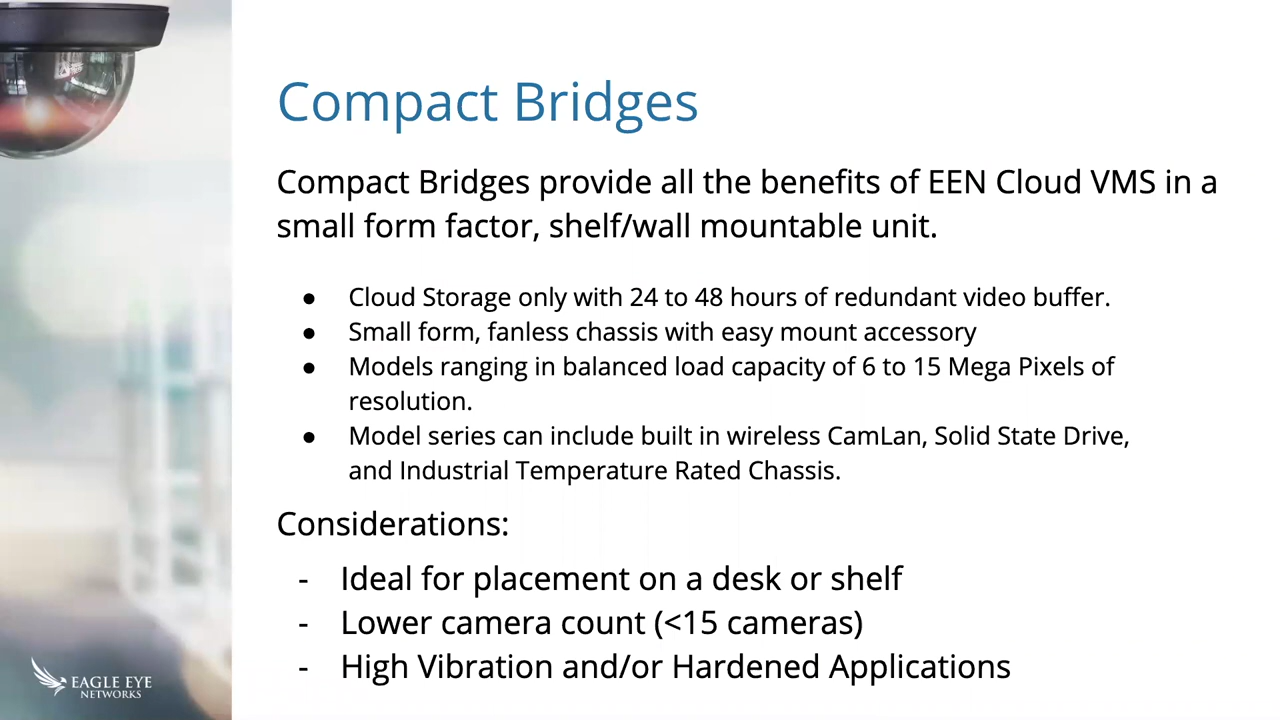 Compact Bridges
Compact Bridges provide all the benefits of EEN Cloud VMS in a
small form factor, shelf/wall mountable unit.
● Cloud Storage only with 24 to 48 hours of redundant video buffer.
● Small form, fanless chassis with easy mount accessory
● Models ranging in balanced load capacity of 6 to 15 Mega Pixels of
resolution.
● Model series can include built in wireless CamLan, Solid State Drive,
and Industrial Temperature Rated Chassis.
Considerations:
- Ideal for placement on a desk or shelf
- Lower camera count (<15 cameras)
- High Vibration and/or Hardened Applications
EAGLE EYE
NETWORKS